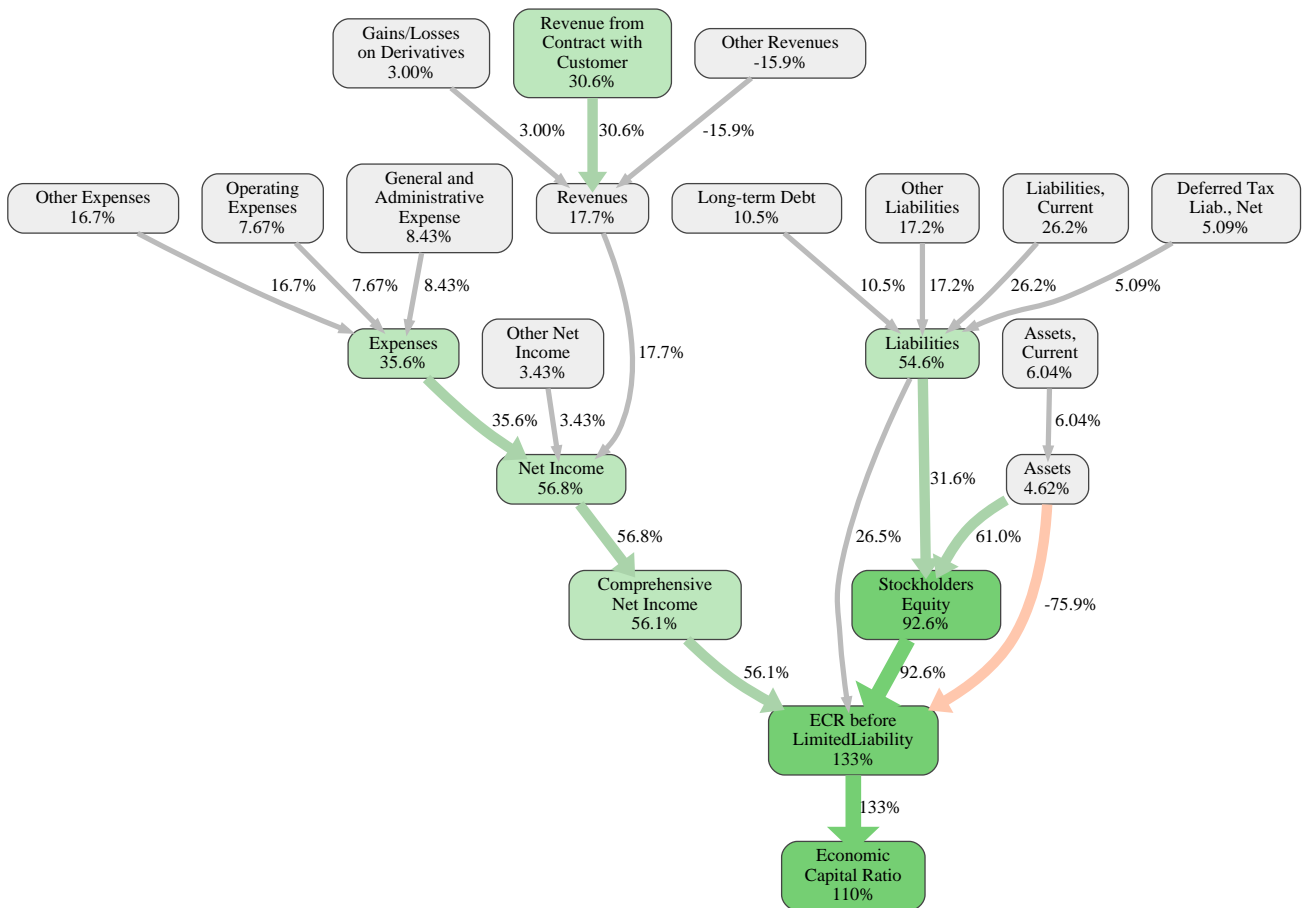 Gains/Losses
on Derivatives
3.00%
Revenue from
Contract with
Customer
30.6%
Other Revenues
-15.9%
3.00%
30.6%
-15.9%
Other Expenses
16.7%
Operating
Expenses
7.67%
General and
Administrative
Expense
8.43%
Revenues
17.7%
Long-term Debt
10.5%
Other
Liabilities
17.2%
Liabilities,
Current
26.2%
Deferred Tax
Liab., Net
5.09%
16.7%
7.67%
8.43%
10.5%
17.2%
26.2%
5.09%
Expenses
35.6%
Other Net
Income
3.43%
17.7%
Liabilities
54.6%
Assets,
Current
6.04%
35.6%
3.43%
6.04%
Net Income
56.8%
31.6%
Assets
4.62%
56.8%
26.5%
61.0%
Comprehensive
Net Income
56.1%
Stockholders
Equity
92.6%
-75.9%
56.1%
92.6%
ECR before
LimitedLiability
133%
133%
Economic
Capital Ratio
110%